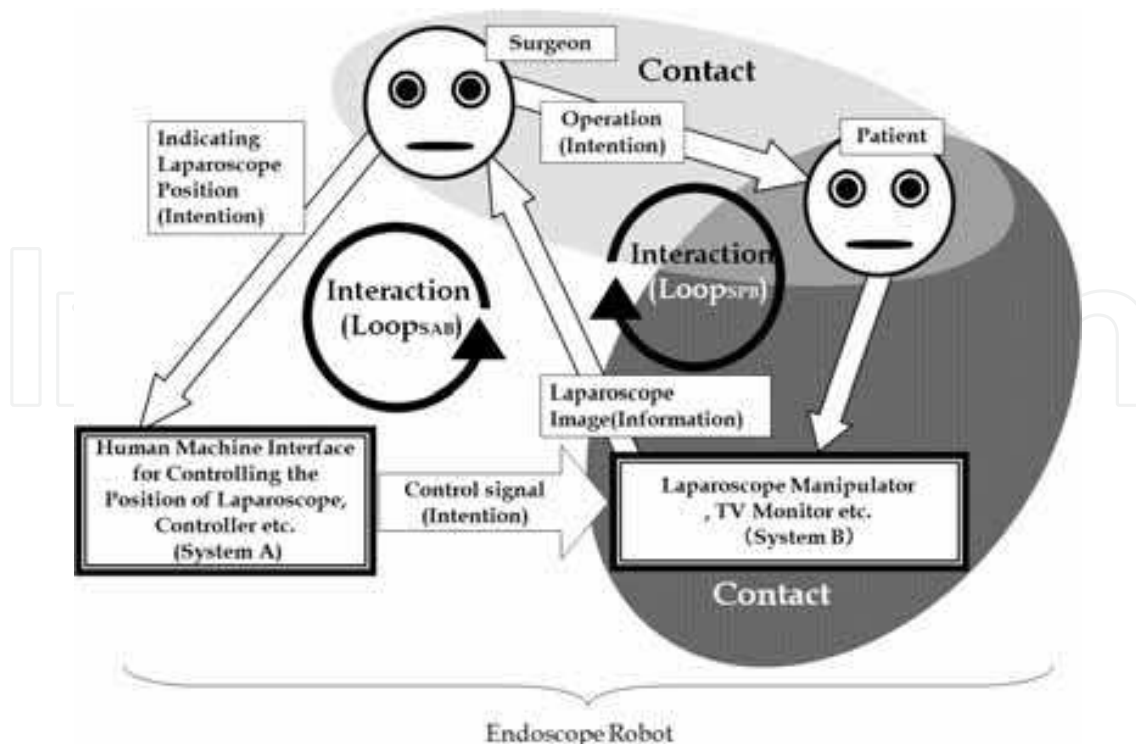 Surgeon
Contact
Indicating
Laparoscope
Position
(Intention)
Operation
(Intention)
Patient
Interaction
(LoopSAB)
Interaction
(LoopSPB)
Laparoscope
Image(Information)
Human Machine Interface
for Controlling the
Position of Laparoscope,
Controller etc.
(System A)
Control signal
(Intention)
Laparoscope Manipulator
, TV Monitor etc.
(System B)
Contact
Endoscope Robot